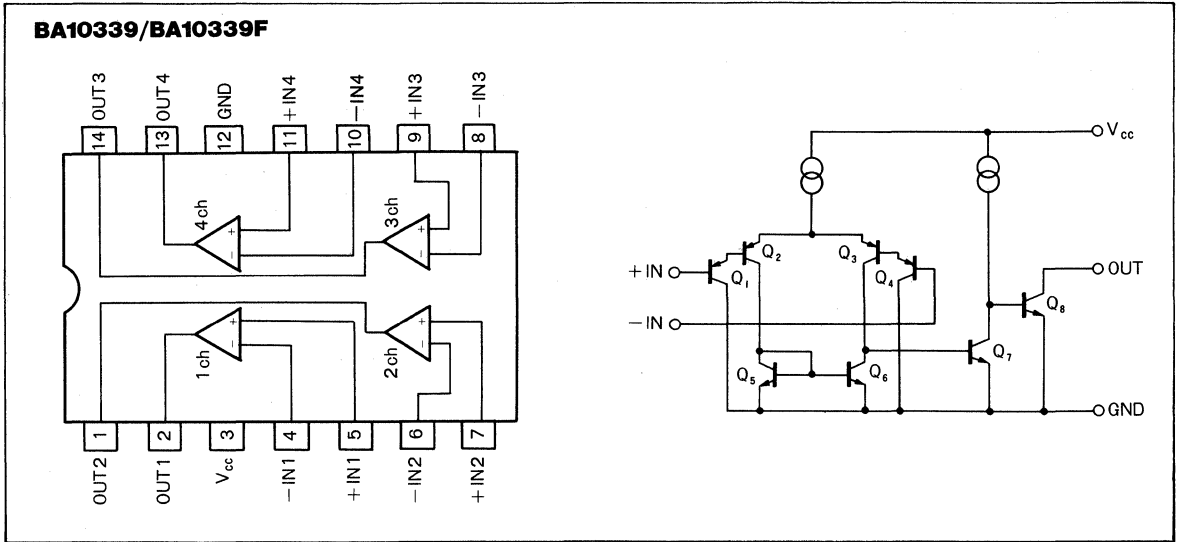 BA10339/BA10339F
OUT3
OUT4
GND
+IN4
−IN4
+IN3
−IN3
14
13
12
11
10
9
8
4ch
+
−
3ch
+
−
1ch
+
−
2ch
+
−
1
2
3
4
5
6
7
OUT2
OUT1
Vcc
−IN1
+IN1
−IN2
+IN2
Vcc
Q2
Q3
+IN
Q1
Q4
OUT
Q8
−IN
Q7
Q5
Q6
GND